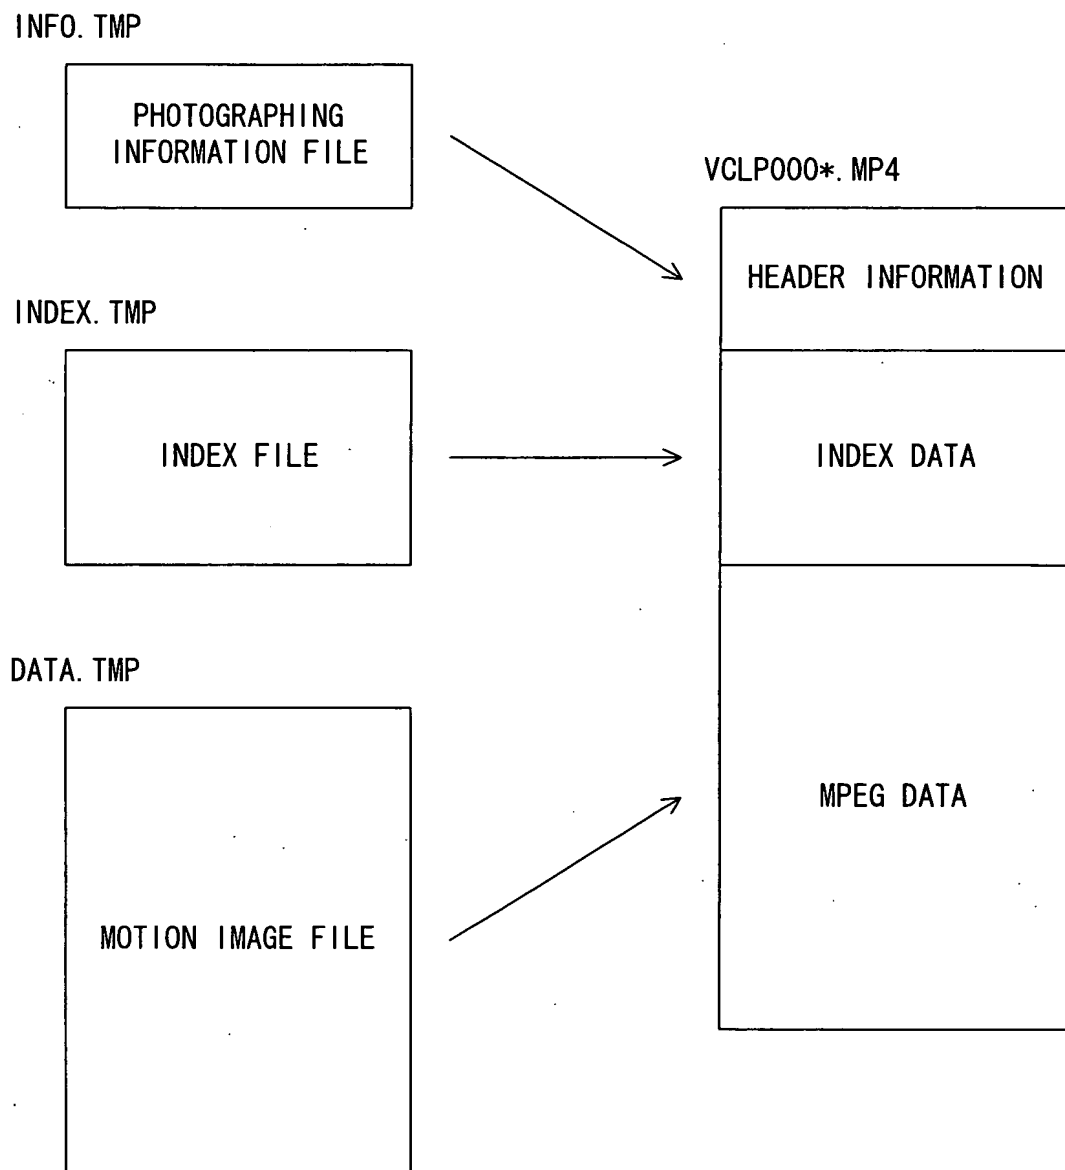 INFO.TMP
PHOTOGRAPHING
INFORMATION FILE
VCLP000*.MP4
HEADER INFORMATION
INDEX.TMP
INDEX FILE
INDEX DATA
DATA.TMP
MPEG DATA
MOTION IMAGE FILE